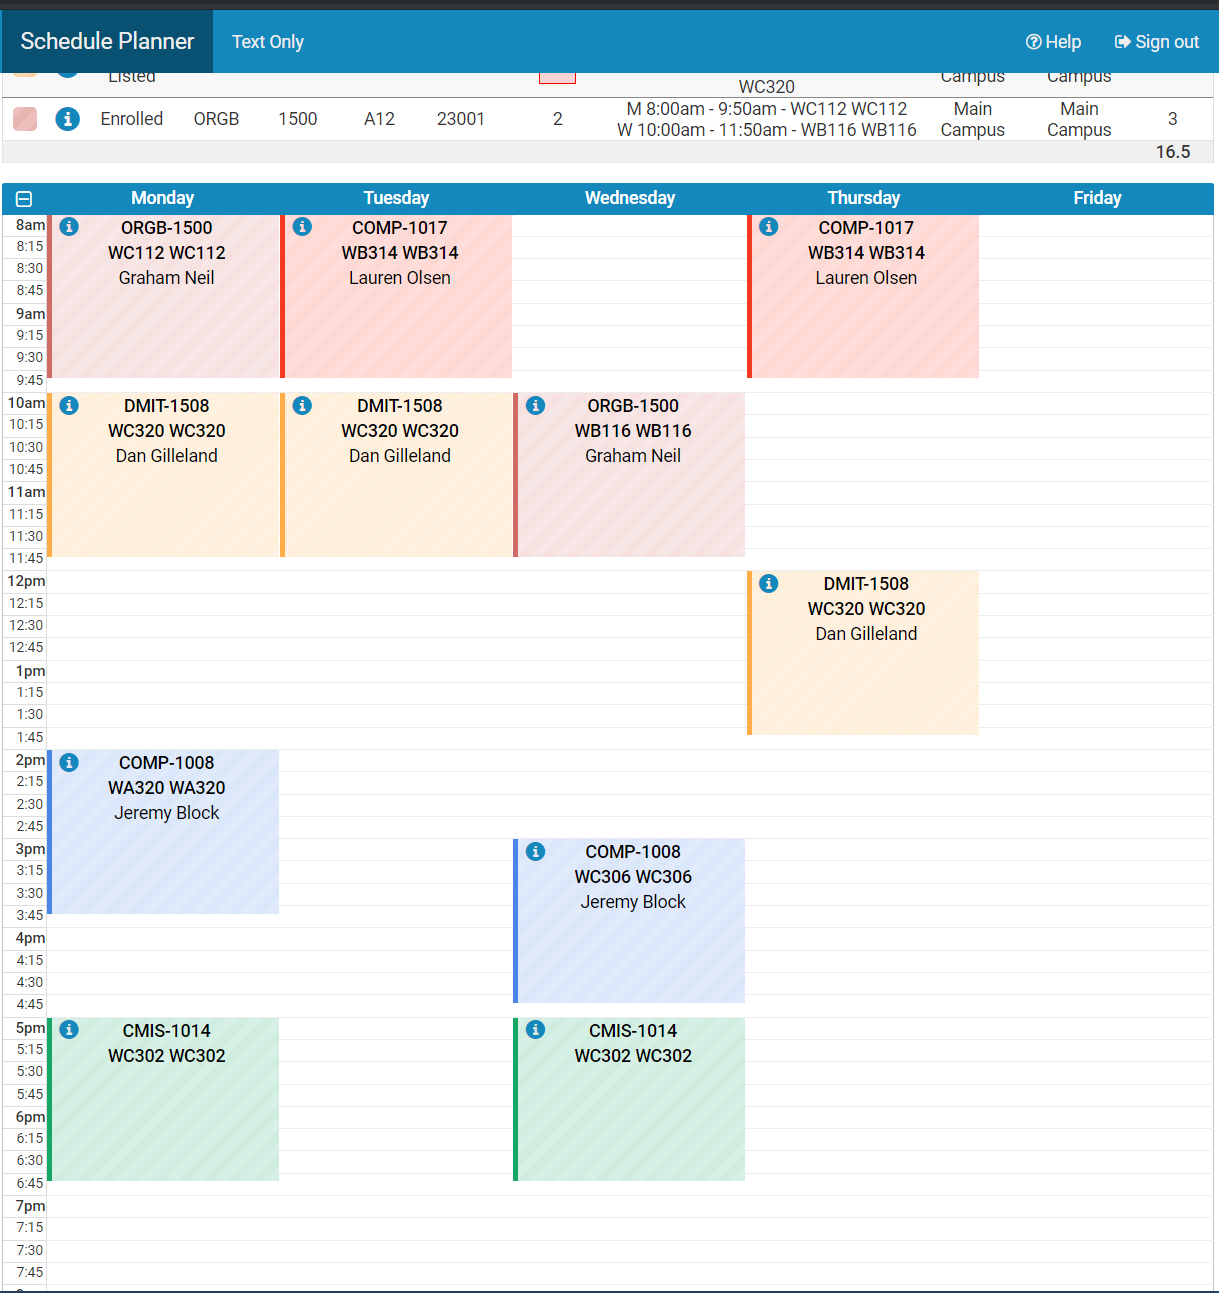 Schedule Planner Text Only Help Sign out
Listed Campus Campus
WC320
Enrolled ORGB 1500 A12 23001 2 M 8:00am - 9:50am - WC112 WC112 Main Main 3
W 10:00am - 11:50am - WB116 WB116 Campus Campus
16.5
Monday Tuesday Wednesday Thursday Friday
8am ORGB-1500 COMP-1017 COMP-1017
8:15 WC112 WC112 WB314 WB314 WB314 WB314
8:30 Graham Neil Lauren Olsen Lauren Olsen
8:45
9am
9:15
9:30
9:45
10am DMIT-1508 DMIT-1508 ORGB-1500
10:15 WC320 WC320 WC320 WC320 WB116 WB116
10:30 Dan Gilleland Dan Gilleland Graham Neil
10:45
11am
11:15
11:30
11:45
12pm DMIT-1508
12:15 WC320 WC320
12:30 Dan Gilleland
12:45
1pm
1:15
1:30
1:45
2pm COMP-1008
2:15 WA320 WA320
2:30 Jeremy Block
2:45
3pm COMP-1008
3:15 WC306 WC306
3:30 Jeremy Block
3:45
4pm
4:15
4:30
4:45
5pm CMIS-1014 CMIS-1014
5:15 WC302 WC302 WC302 WC302
5:30
5:45
6pm
6:15
6:30
6:45
7pm
7:15
7:30
7:45